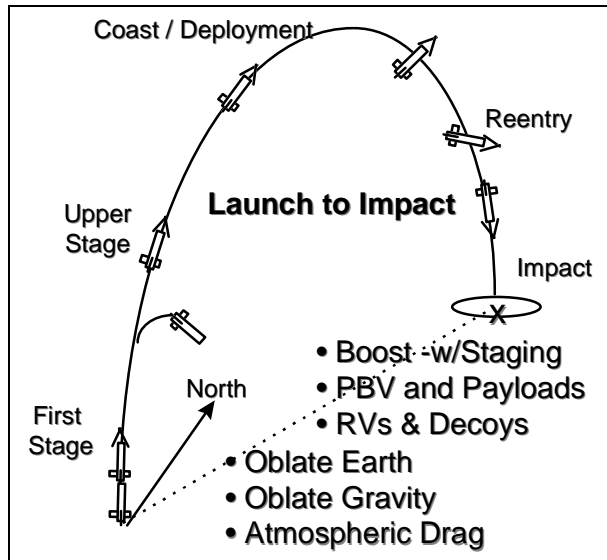 Coast / Deployment
Reentry
Launch to Impact
Upper
Stage
Impact
X
• Boost -w/Staging
• PBV and Payloads
North
• RVs & Decoys
First
Stage
• Oblate Earth
• Oblate Gravity
• Atmospheric Drag